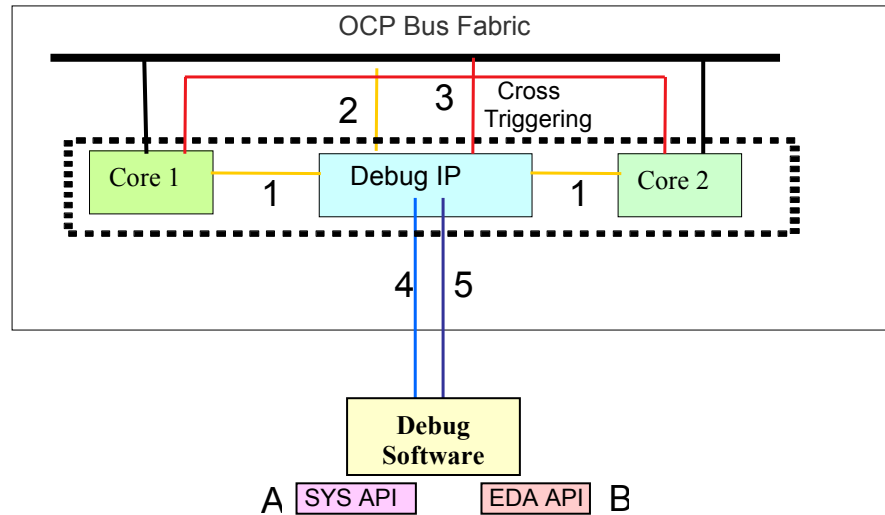 OCP Bus Fabric
2
3
Cross
Triggering
Core 1
1
Debug IP
1
Core 2
4
5
Debug
Software
A
SYS API
EDA API
B